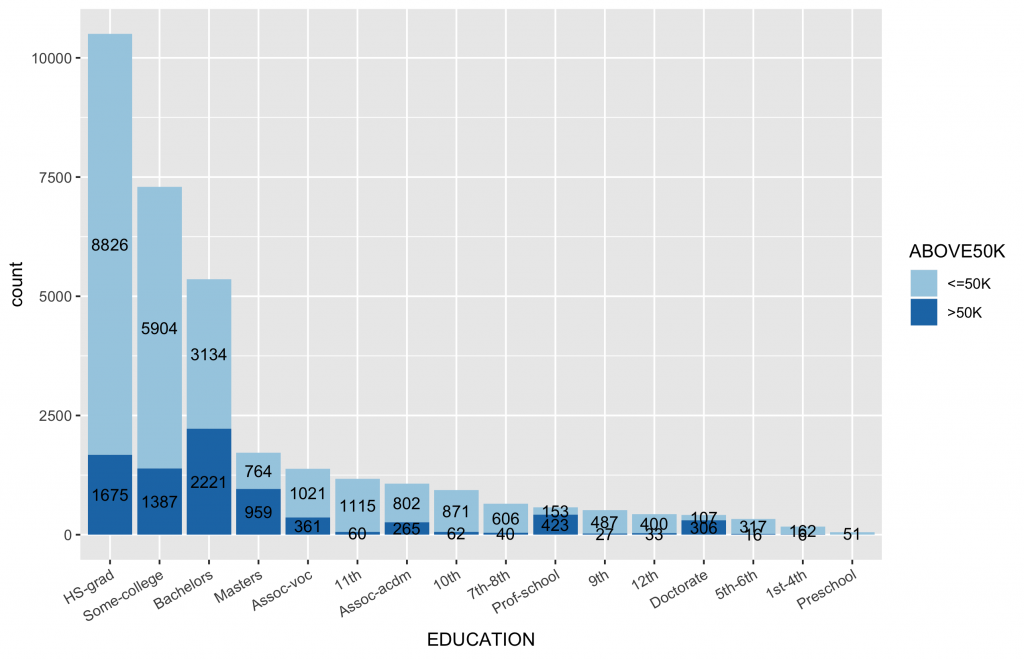 10000
7500
5000
2500
0
count
8826
1675
5904
1387
3134
2221
764
959
1021
361
1115
60
802
265
871
62
606
40
153
423
487
27
400
33
107
306
317
16
162
6
51
HS-grad
Some-college
Bachelors
Masters
Assoc-voc
11th
Assoc-acdm
10th
7th-8th
Prof-school
9th
12th
Doctorate
5th-6th
1st-4th
Preschool
EDUCATION
ABOVE50K
<=50K
>50K